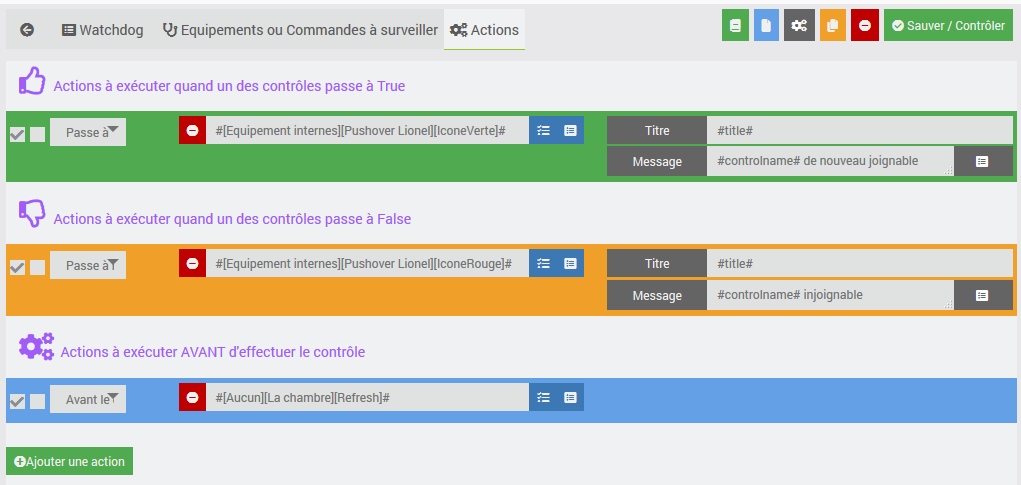 Watchdog Equipements ou Commandes à surveiller Actions Sauver / Contrôler
Actions à exécuter quand un des contrôles passe à True
Passe à #[Equipement internes][Pushover Lionel][IconeVerte]# Titre #title#
Message #controlname# de nouveau joignable
Actions à exécuter quand un des contrôles passe à False
Passe à #[Equipement internes][Pushover Lionel][IconeRouge]# Titre #title#
Message #controlname# injoignable
Actions à exécuter AVANT d'effectuer le contrôle
Avant le #[Aucun][La chambre][Refresh]#
Ajouter une action